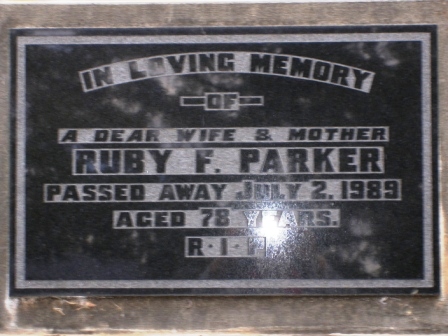 IN LOVING MEMORY
OF
A DEAR WIFE & MOTHER
RUBY F. PARKER
PASSED AWAY JULY 2, 1989
AGED 78 YEARS.
R·I·P